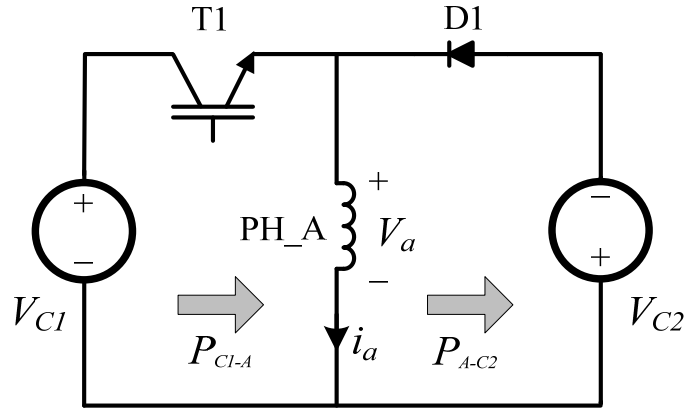 T1
D1
+
−
V_C1
PH_A
+
V_a
−
−
+
V_C2
P_C1-A
i_a
P_A-C2